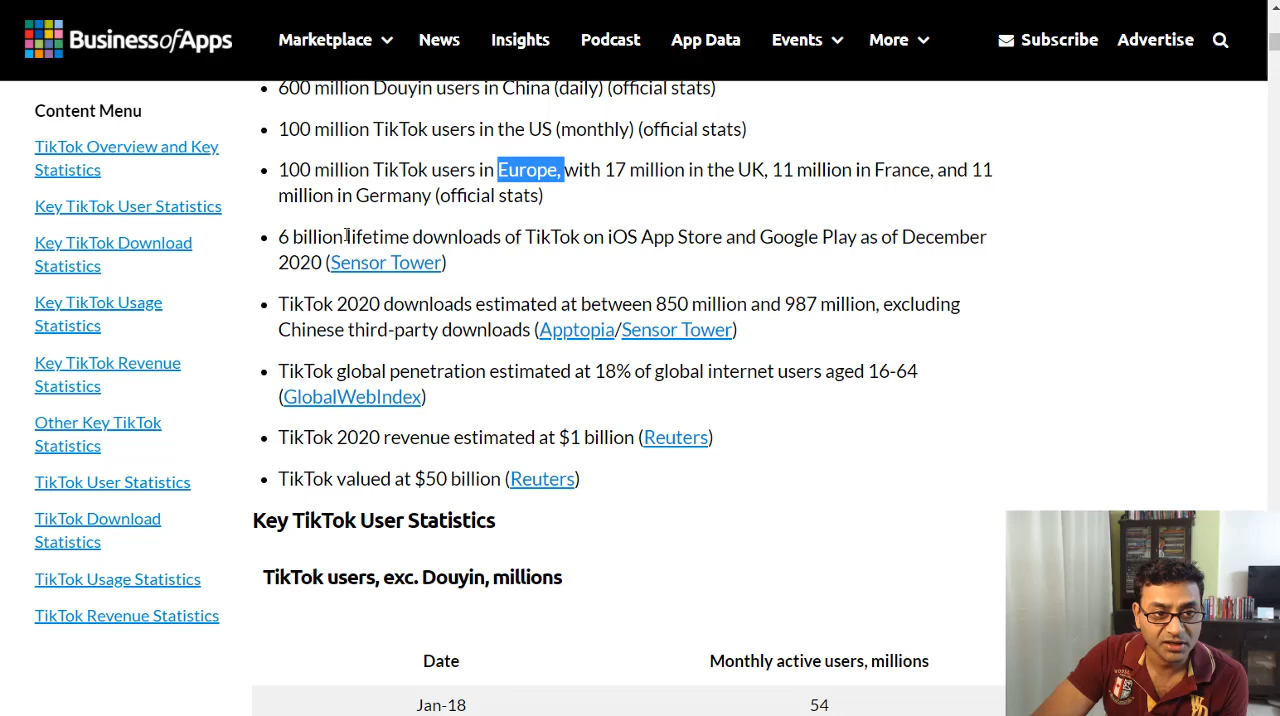 BusinessofApps
Marketplace News Insights Podcast App Data Events More Subscribe Advertise
Content Menu
TikTok Overview and Key
Statistics
Key TikTok User Statistics
Key TikTok Download
Statistics
Key TikTok Usage
Statistics
Key TikTok Revenue
Statistics
Other Key TikTok
Statistics
TikTok User Statistics
TikTok Download
Statistics
TikTok Usage Statistics
TikTok Revenue Statistics
• 600 million Douyin users in China (daily) (official stats)
• 100 million TikTok users in the US (monthly) (official stats)
• 100 million TikTok users in Europe, with 17 million in the UK, 11 million in France, and 11
million in Germany (official stats)
• 6 billion lifetime downloads of TikTok on iOS App Store and Google Play as of December
2020 (Sensor Tower)
• TikTok 2020 downloads estimated at between 850 million and 987 million, excluding
Chinese third-party downloads (Apptopia/Sensor Tower)
• TikTok global penetration estimated at 18% of global internet users aged 16-64
(GlobalWebIndex)
• TikTok 2020 revenue estimated at $1 billion (Reuters)
• TikTok valued at $50 billion (Reuters)
Key TikTok User Statistics
TikTok users, exc. Douyin, millions
Date Monthly active users, millions
Jan-18 54